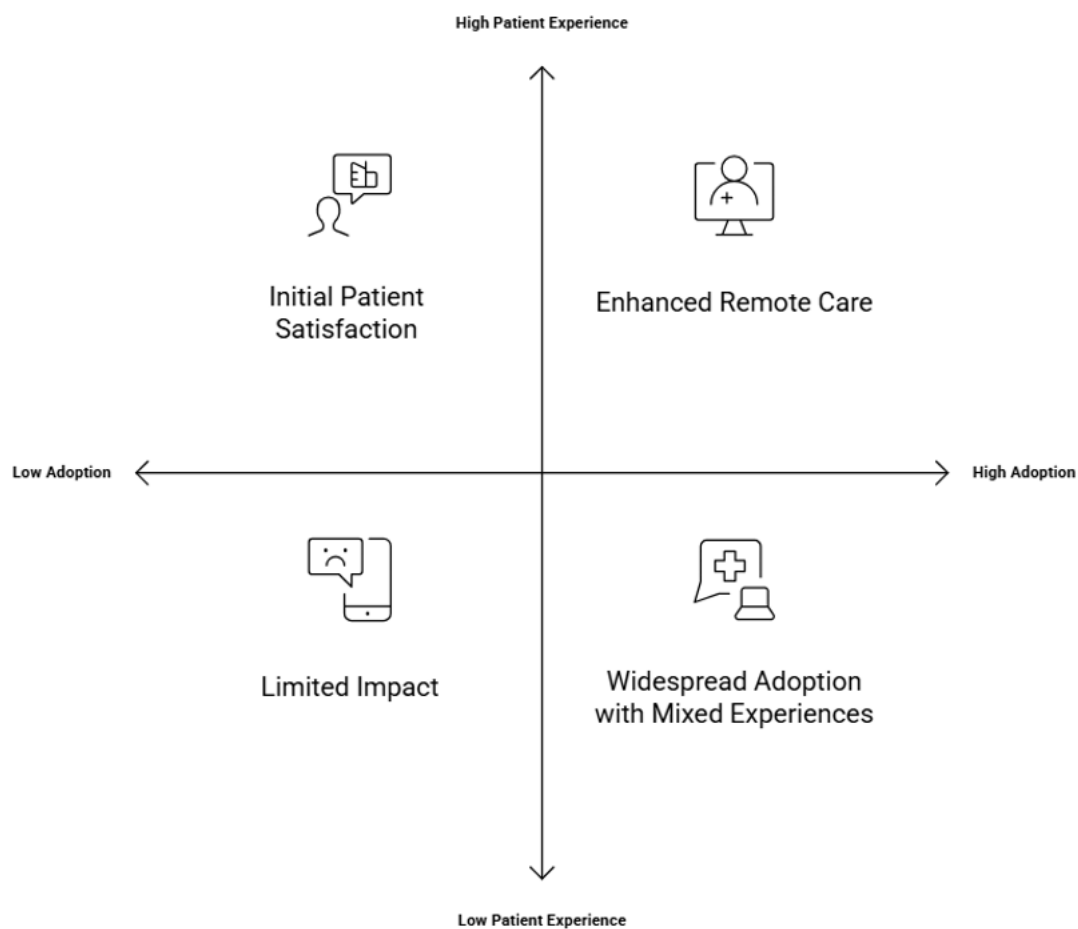 High Patient Experience
Initial Patient
Satisfaction
Enhanced Remote Care
Low Adoption
High Adoption
Limited Impact
Widespread Adoption
with Mixed Experiences
Low Patient Experience